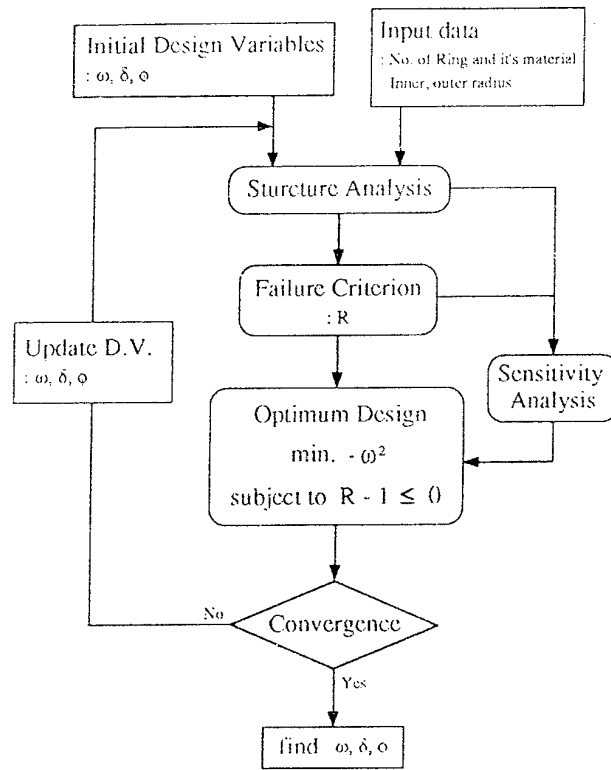 Initial Design Variables
: ω, δ, φ
Input data
: No. of Ring and it's material
Inner, outer radius
Sturcture Analysis
Failure Criterion
: R
Update D.V.
: ω, δ, φ
Sensitivity
Analysis
Optimum Design
min. - ω²
subject to R - 1 ≤ 0
No
Convergence
Yes
find ω, δ, φ